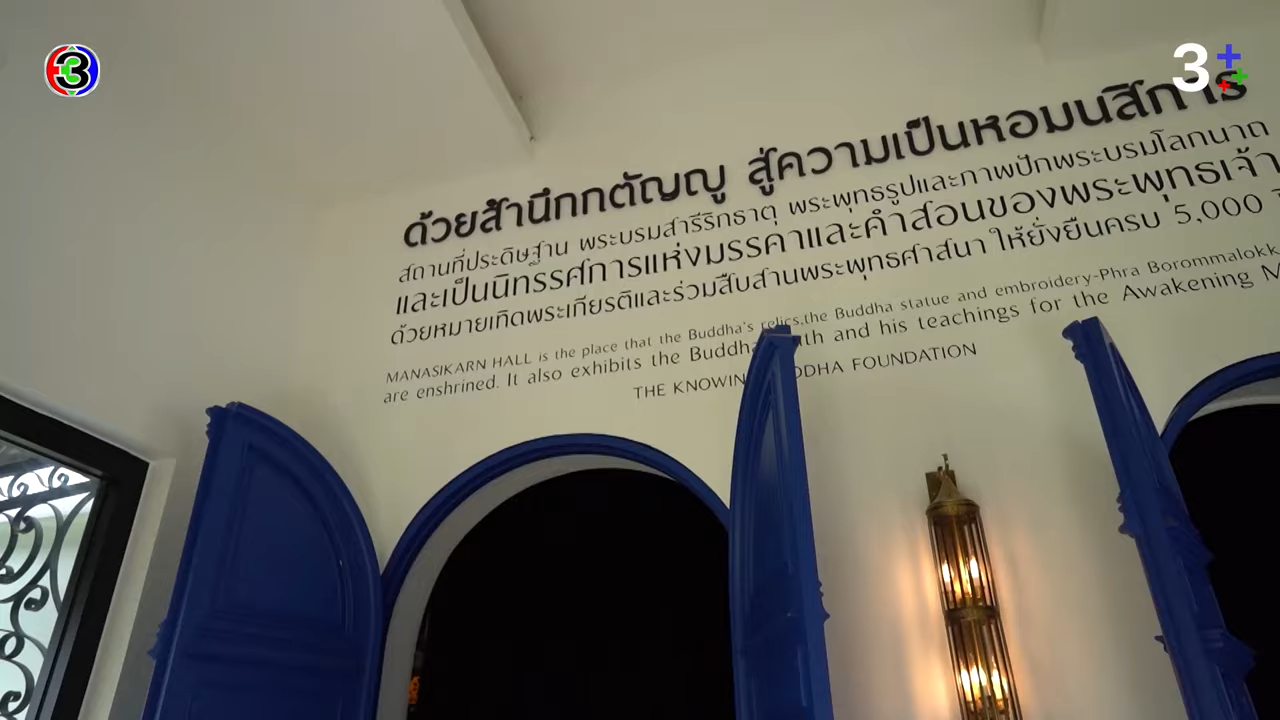 3
3
ด้วยสำนึกกตัญญู สู่ความเป็นหอมนสิการ
สถานที่ประดิษฐาน พระบรมสารีริกธาตุ พระพุทธรูปและภาพปักพระบรมโลกนาถ
และเป็นนิทรรศการแห่งมรรคาและคำสอนของพระพุทธเจ้า
ด้วยหมายเทิดพระเกียรติและร่วมสืบสานพระพุทธศาสนา ให้ยั่งยืนครบ 5,000
MANASIKARN HALL is the place that the Buddha's relics,the Buddha statue and embroidery-Phra Borommalokk
are enshrined. It also exhibits the Buddha and his teachings for the Awakening M
THE KNOWIN DDHA FOUNDATION